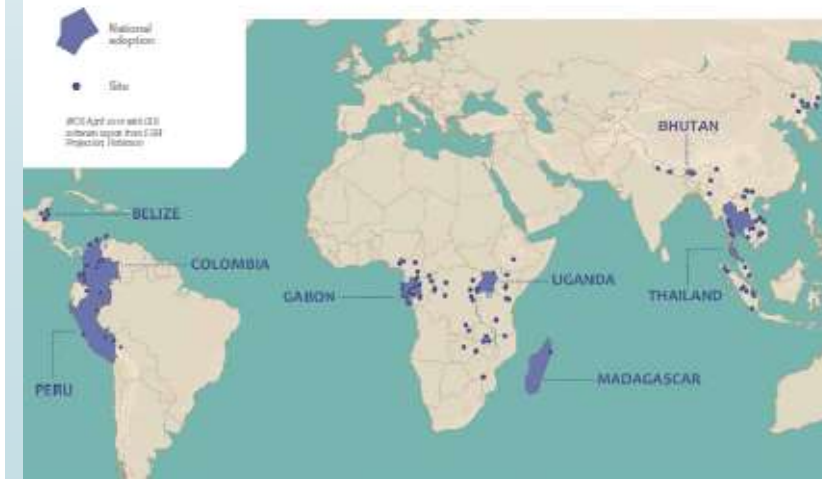 National
adoption
Site
BHUTAN
BELIZE
COLOMBIA
GABON
UGANDA
THAILAND
PERU
MADAGASCAR